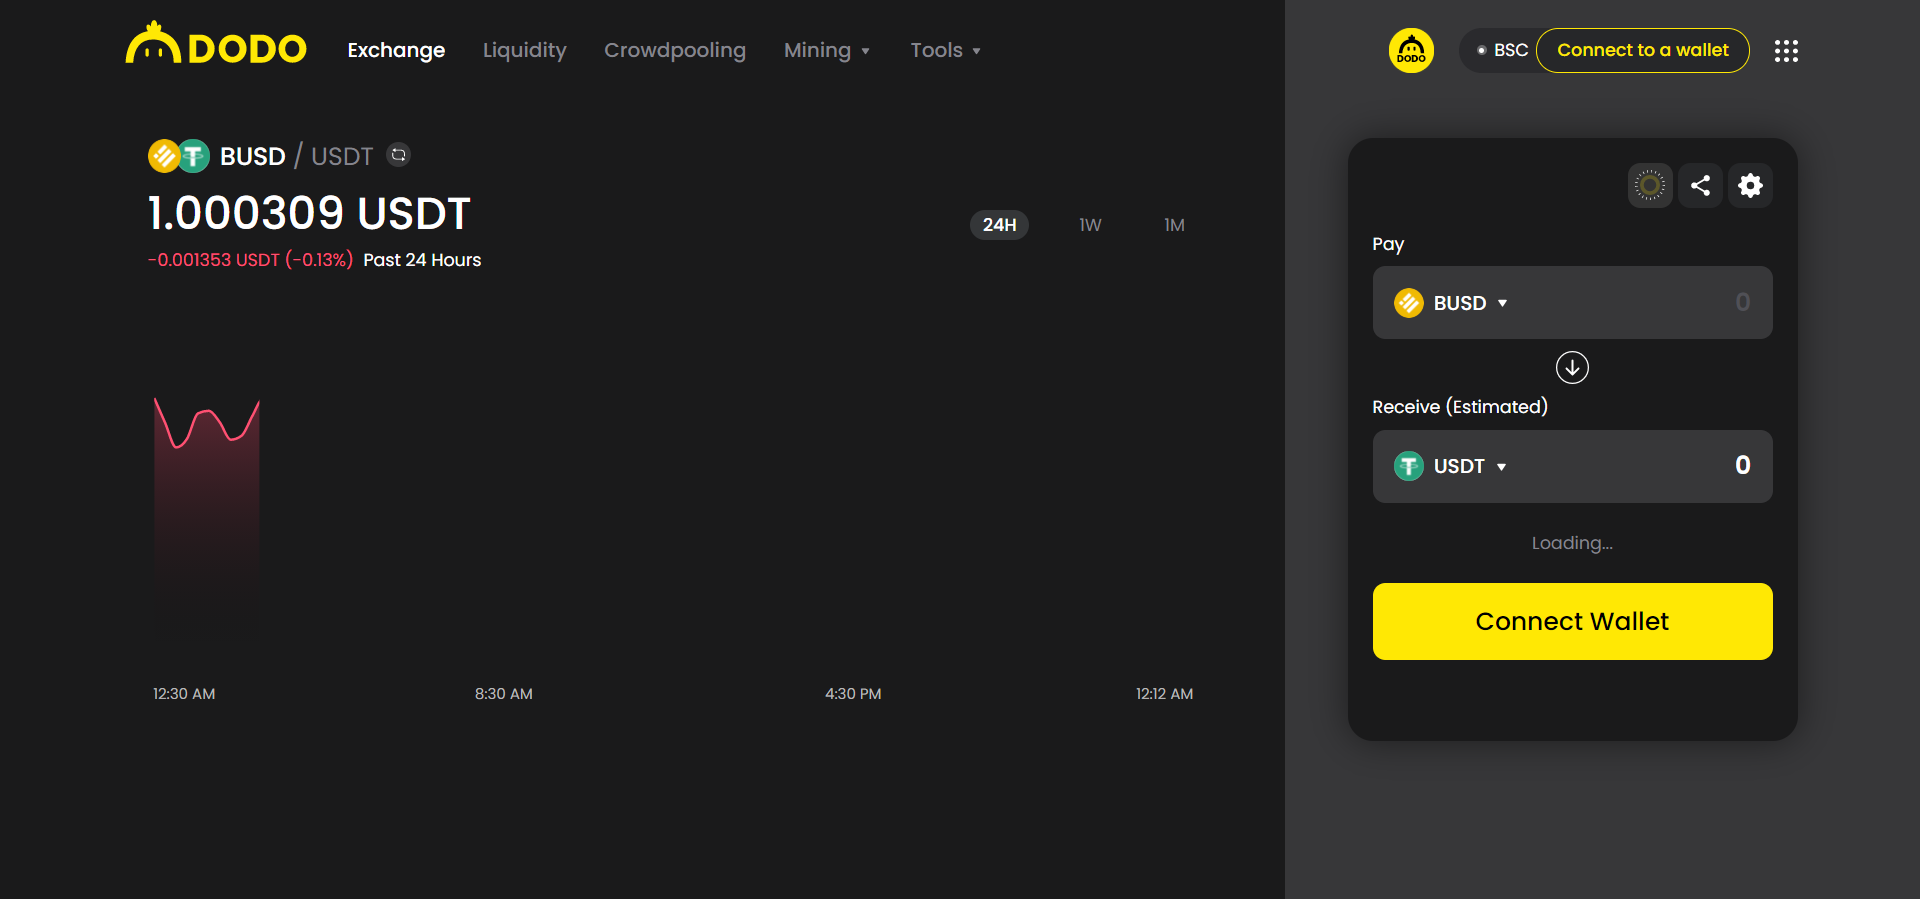 DODO
Exchange Liquidity Crowdpooling Mining Tools
DODO
BSC Connect to a wallet
BUSD / USDT
1.000309 USDT
-0.001353 USDT (-0.13%) Past 24 Hours
24H 1W 1M
12:30 AM 8:30 AM 4:30 PM 12:12 AM
Pay
BUSD 0
Receive (Estimated)
USDT 0
Loading...
Connect Wallet